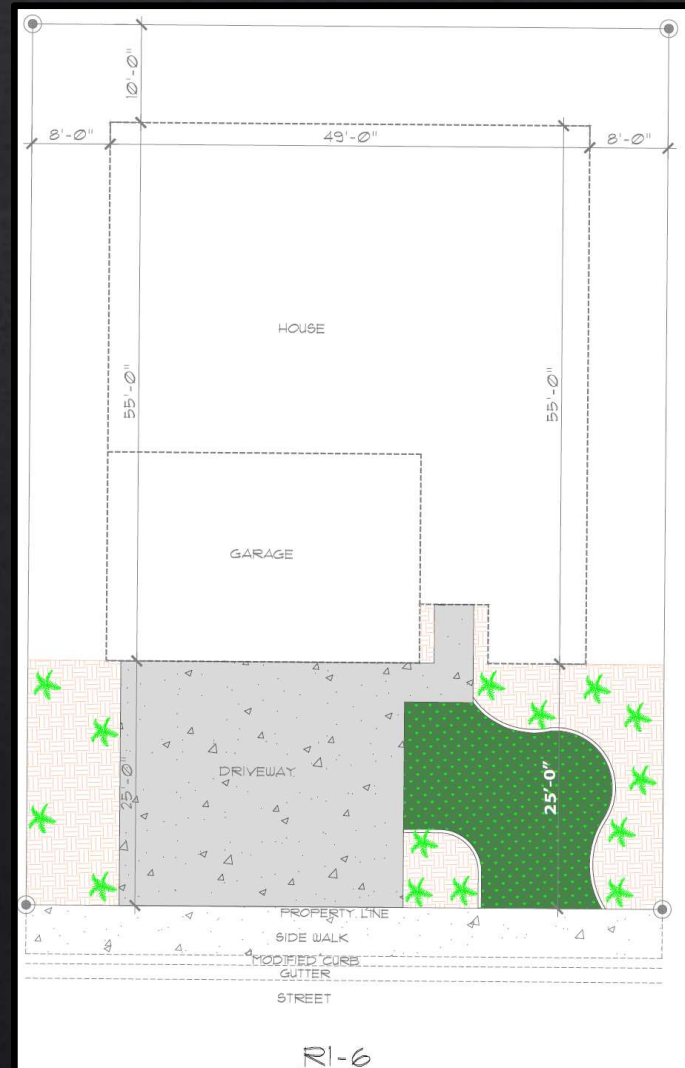 10'-0"
8'-0"
49'-0"
8'-0"
HOUSE
55'-0"
55'-0"
GARAGE
DRIVEWAY
25'-0"
25'-0"
PROPERTY LINE
SIDE WALK
MODIFIED CURB
GUTTER
STREET
R1-6